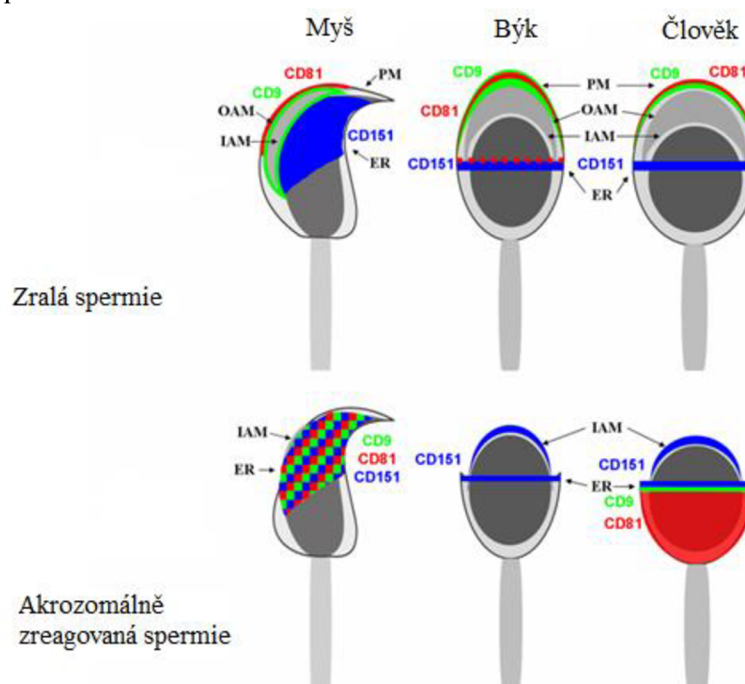 Myš
Býk
Člověk
CD81
PM
CD9
OAM
IAM
CD151
ER
CD9
PM
CD81
OAM
IAM
CD151
ER
CD9
CD81
CD151
Zralá spermie
IAM
CD9
ER
CD81
CD151
IAM
CD151
ER
CD151
CD9
CD81
Akrozomálně
zreagovaná spermie